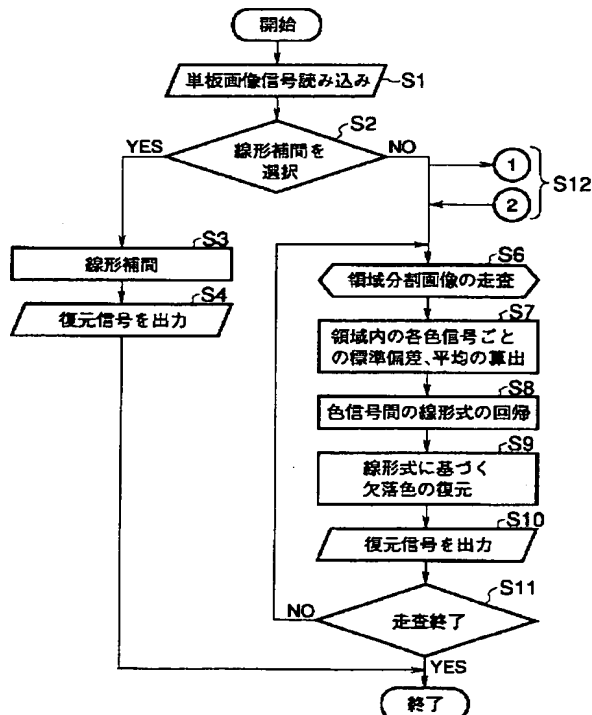 開始
単板画像信号読み込み
S1
S2
YES
線形補間を
選択
NO
1
2
S12
S3
線形補間
S4
復元信号を出力
S6
領域分割画像の走査
S7
領域内の各色信号ごと
の標準偏差、平均の算出
S8
色信号間の線形式の回帰
S9
線形式に基づく
欠落色の復元
S10
復元信号を出力
S11
NO
走査終了
YES
終了